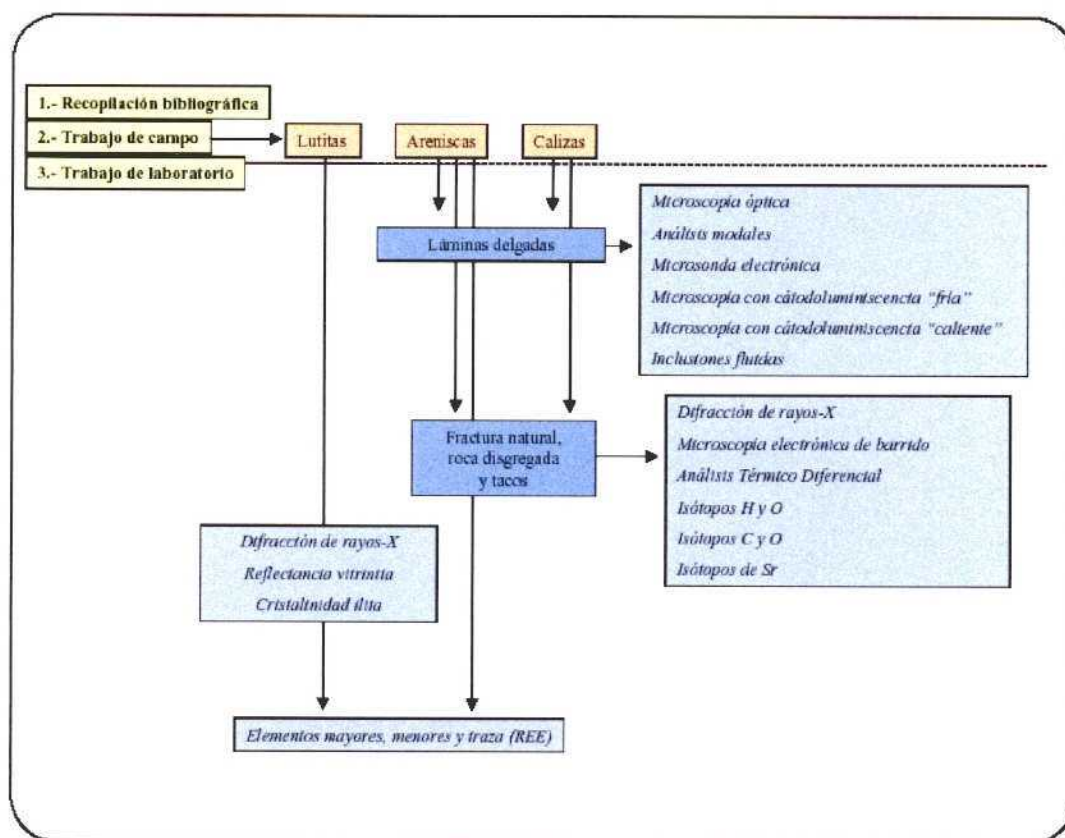 1.- Recopilación bibliográfica
2.- Trabajo de campo
3.- Trabajo de laboratorio
Lutitas
Areniscas
Calizas
Láminas delgadas
Microscopía óptica
Análisis modales
Microsonda electrónica
Microscopía con cátodoluminiscencia "fría"
Microscopía con cátodoluminiscencia "caliente"
Inclusiones fluidas
Fractura natural,
roca disgregada
y tacos
Difracción de rayos-X
Microscopía electrónica de barrido
Análisis Térmico Diferencial
Isótopos H y O
Isótopos C y O
Isótopos de Sr
Difracción de rayos-X
Reflectancia vitrinita
Cristalinidad illita
Elementos mayores, menores y traza (REE)